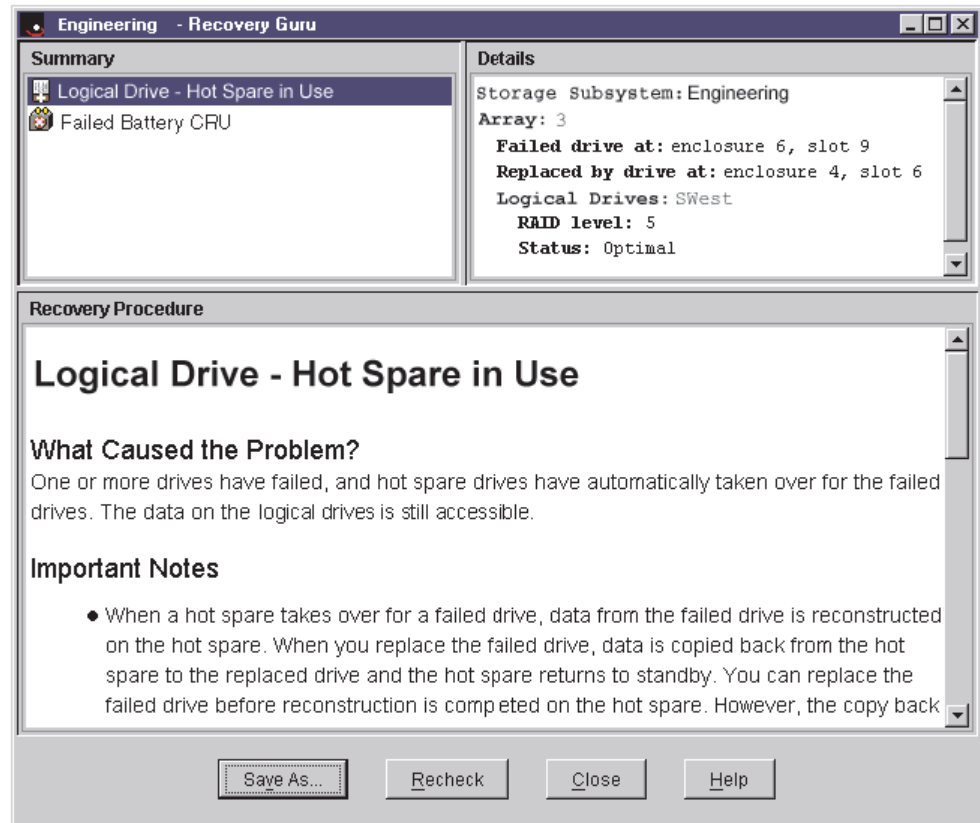 Engineering - Recovery Guru
Summary
Logical Drive - Hot Spare in Use
Failed Battery CRU
Details
Storage Subsystem: Engineering
Array: 3
Failed drive at: enclosure 6, slot 9
Replaced by drive at: enclosure 4, slot 6
Logical Drives: SWest
RAID level: 5
Status: Optimal
Recovery Procedure
Logical Drive - Hot Spare in Use
What Caused the Problem?
One or more drives have failed, and hot spare drives have automatically taken over for the failed
drives. The data on the logical drives is still accessible.
Important Notes
● When a hot spare takes over for a failed drive, data from the failed drive is reconstructed
on the hot spare. When you replace the failed drive, data is copied back from the hot
spare to the replaced drive and the hot spare returns to standby. You can replace the
failed drive before reconstruction is comp eted on the hot spare. However, the copy back
Save As...
Recheck
Close
Help